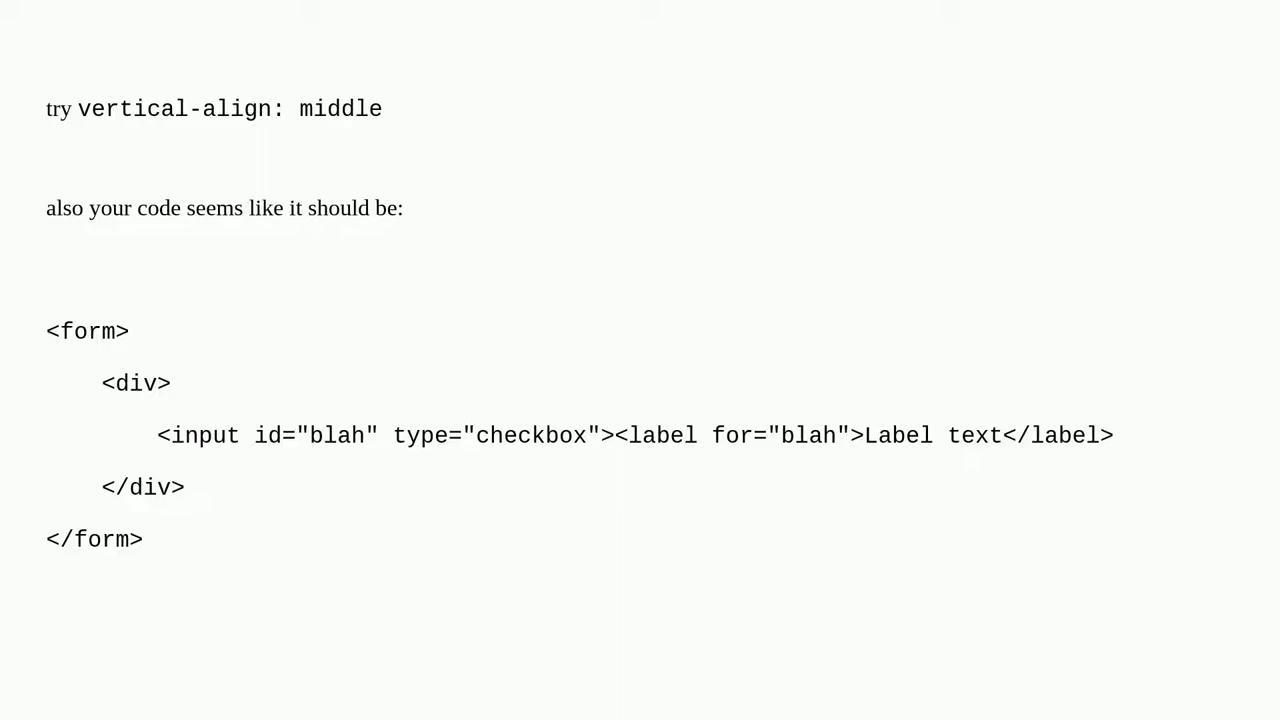 try vertical-align: middle
also your code seems like it should be:
<form>
    <div>
        <input id="blah" type="checkbox"><label for="blah">Label text</label>
    </div>
</form>